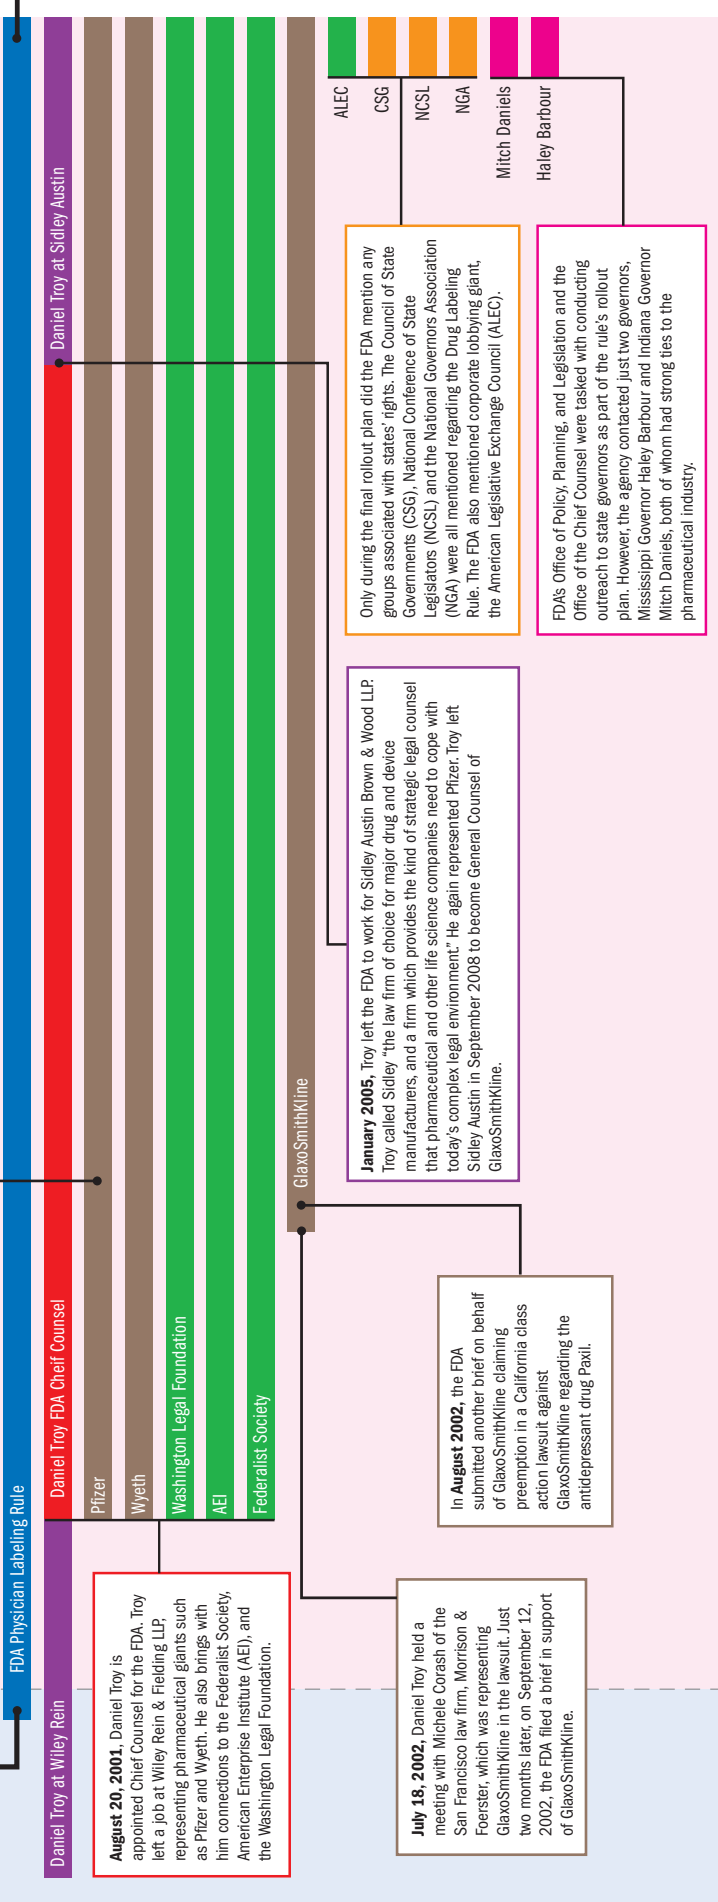 FDA Physician Labeling Rule
Daniel Troy at Wiley Rein
Daniel Troy FDA Cheif Counsel
Daniel Troy at Sidley Austin
Pfizer
Wyeth
Washington Legal Foundation
AEI
Federalist Society
GlaxoSmithKline
ALEC
CSG
NCSL
NGA
Mitch Daniels
Haley Barbour
August 20, 2001, Daniel Troy is
appointed Chief Counsel for the FDA. Troy
left a job at Wiley Rein & Fielding LLP,
representing pharmaceutical giants such
as Pfizer and Wyeth. He also brings with
him connections to the Federalist Society,
American Enterprise Institute (AEI), and
the Washington Legal Foundation.
July 18, 2002, Daniel Troy held a
meeting with Michele Corash of the
San Francisco law firm, Morrison &
Foerster, which was representing
GlaxoSmithKline in the lawsuit. Just
two months later, on September 12,
2002, the FDA filed a brief in support
of GlaxoSmithKline.
In August 2002, the FDA
submitted another brief on behalf
of GlaxoSmithKline claiming
preemption in a California class
action lawsuit against
GlaxoSmithKline regarding the
antidepressant drug Paxil.
January 2005, Troy left the FDA to work for Sidley Austin Brown & Wood LLP.
Troy called Sidley “the law firm of choice for major drug and device
manufacturers, and a firm which provides the kind of strategic legal counsel
that pharmaceutical and other life science companies need to cope with
today’s complex legal environment.” He again represented Pfizer. Troy left
Sidley Austin in September 2008 to become General Counsel of
GlaxoSmithKline.
Only during the final rollout plan did the FDA mention any
groups associated with states’ rights. The Council of State
Governments (CSG), National Conference of State
Legislators (NCSL) and the National Governors Association
(NGA) were all mentioned regarding the Drug Labeling
Rule. The FDA also mentioned corporate lobbying giant,
the American Legislative Exchange Council (ALEC).
FDA’s Office of Policy, Planning, and Legislation and the
Office of the Chief Counsel were tasked with conducting
outreach to state governors as part of the rule’s rollout
plan. However, the agency contacted just two governors,
Mississippi Governor Haley Barbour and Indiana Governor
Mitch Daniels, both of whom had strong ties to the
pharmaceutical industry.